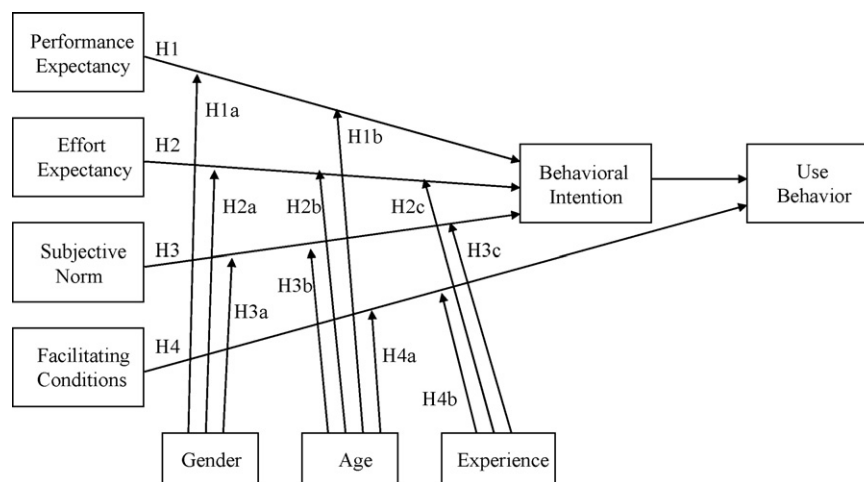 Performance
Expectancy
H1
H1a
H1b
Effort
Expectancy
H2
H2a
H2b
H2c
Behavioral
Intention
Use
Behavior
Subjective
Norm
H3
H3a
H3b
H3c
Facilitating
Conditions
H4
H4a
H4b
Gender
Age
Experience